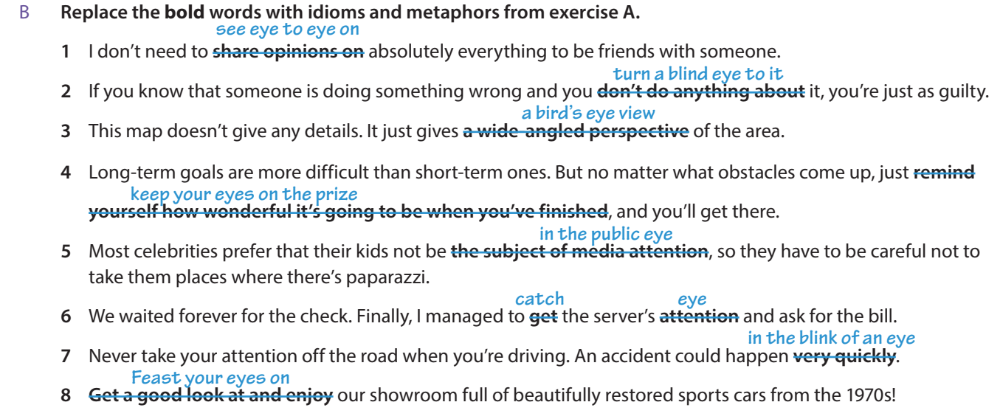 B Replace the bold words with idioms and metaphors from exercise A.
see eye to eye on
1 I don't need to share opinions on absolutely everything to be friends with someone.
turn a blind eye to it
2 If you know that someone is doing something wrong and you don't do anything about it, you're just as guilty.
a bird's eye view
3 This map doesn't give any details. It just gives a wide-angled perspective of the area.
4 Long-term goals are more difficult than short-term ones. But no matter what obstacles come up, just remind
keep your eyes on the prize
yourself how wonderful it's going to be when you've finished, and you'll get there.
in the public eye
5 Most celebrities prefer that their kids not be the subject of media attention, so they have to be careful not to
take them places where there's paparazzi.
catch eye
6 We waited forever for the check. Finally, I managed to get the server's attention and ask for the bill.
in the blink of an eye
7 Never take your attention off the road when you're driving. An accident could happen very quickly.
Feast your eyes on
8 Get a good look at and enjoy our showroom full of beautifully restored sports cars from the 1970s!